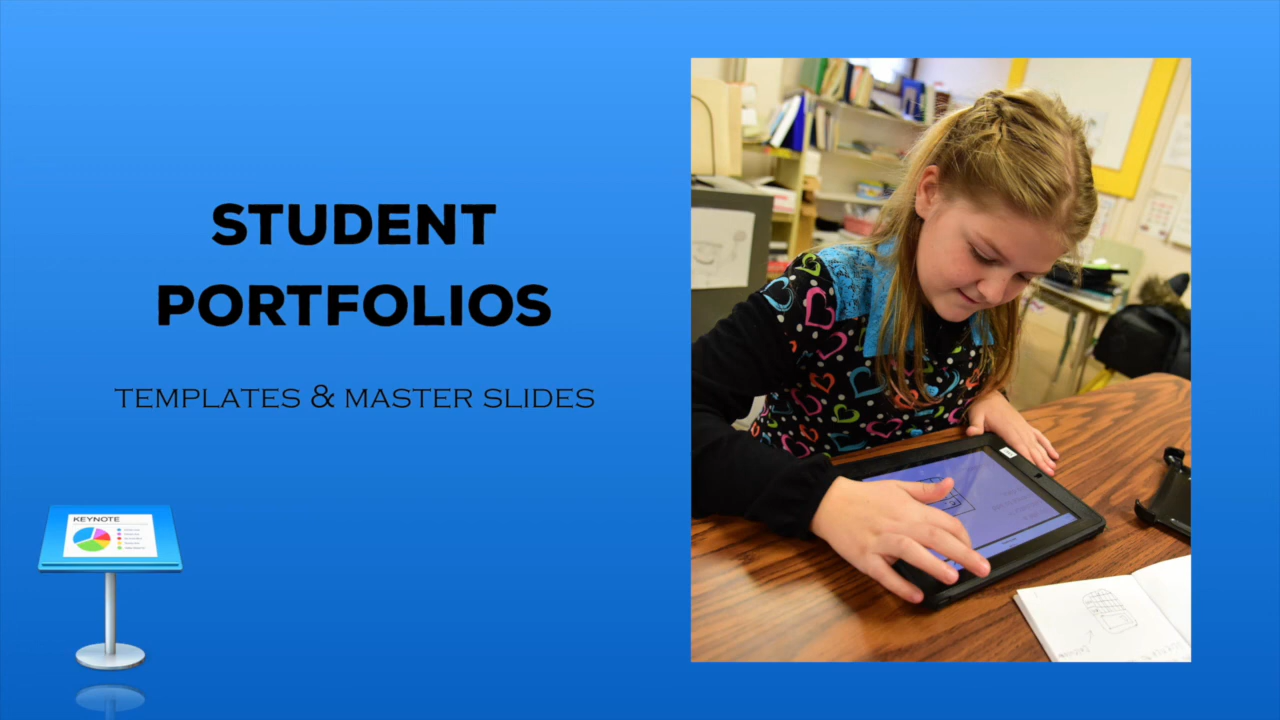 STUDENT
PORTFOLIOS
TEMPLATES & MASTER SLIDES
KEYNOTE